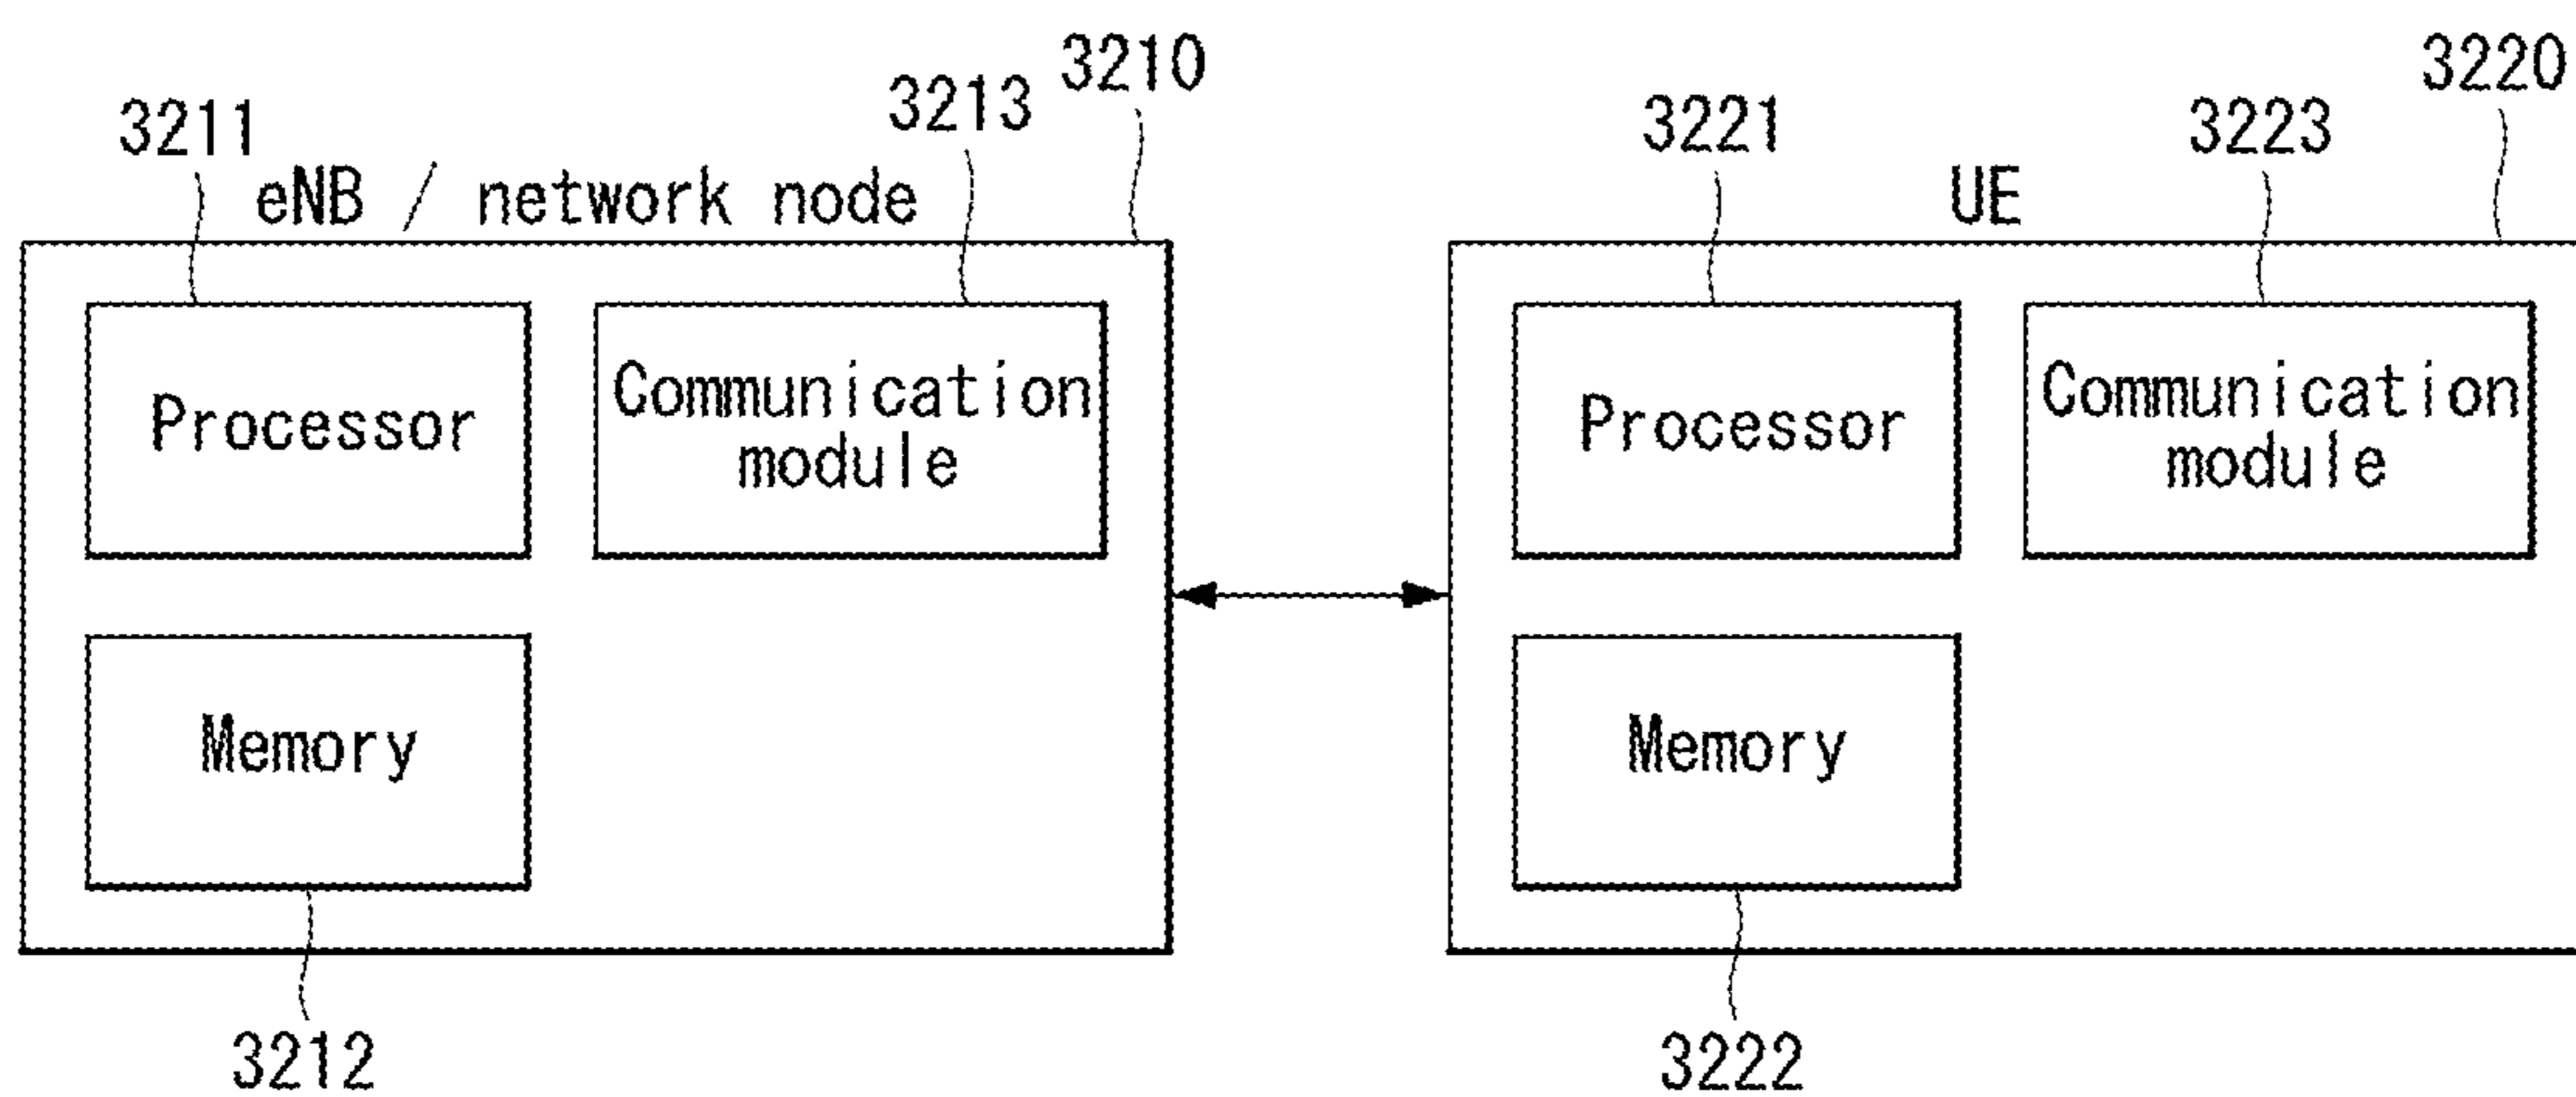 3210
3220
3213
3211
3221
3223
eNB / network node
UE
Processor
Communication
module
Processor
Communication
module
Memory
Memory
3212
3222